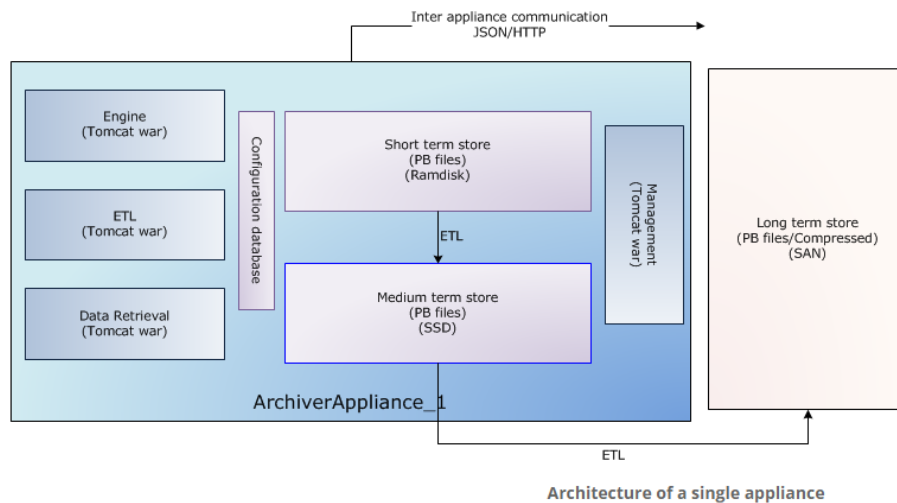 Inter appliance communication
JSON/HTTP
Engine
(Tomcat war)
ETL
(Tomcat war)
Data Retrieval
(Tomcat war)
Configuration database
Short term store
(PB files)
(Ramdisk)
ETL
Medium term store
(PB files)
(SSD)
Management
(Tomcat war)
ArchiverAppliance_1
Long term store
(PB files/Compressed)
(SAN)
ETL
Architecture of a single appliance